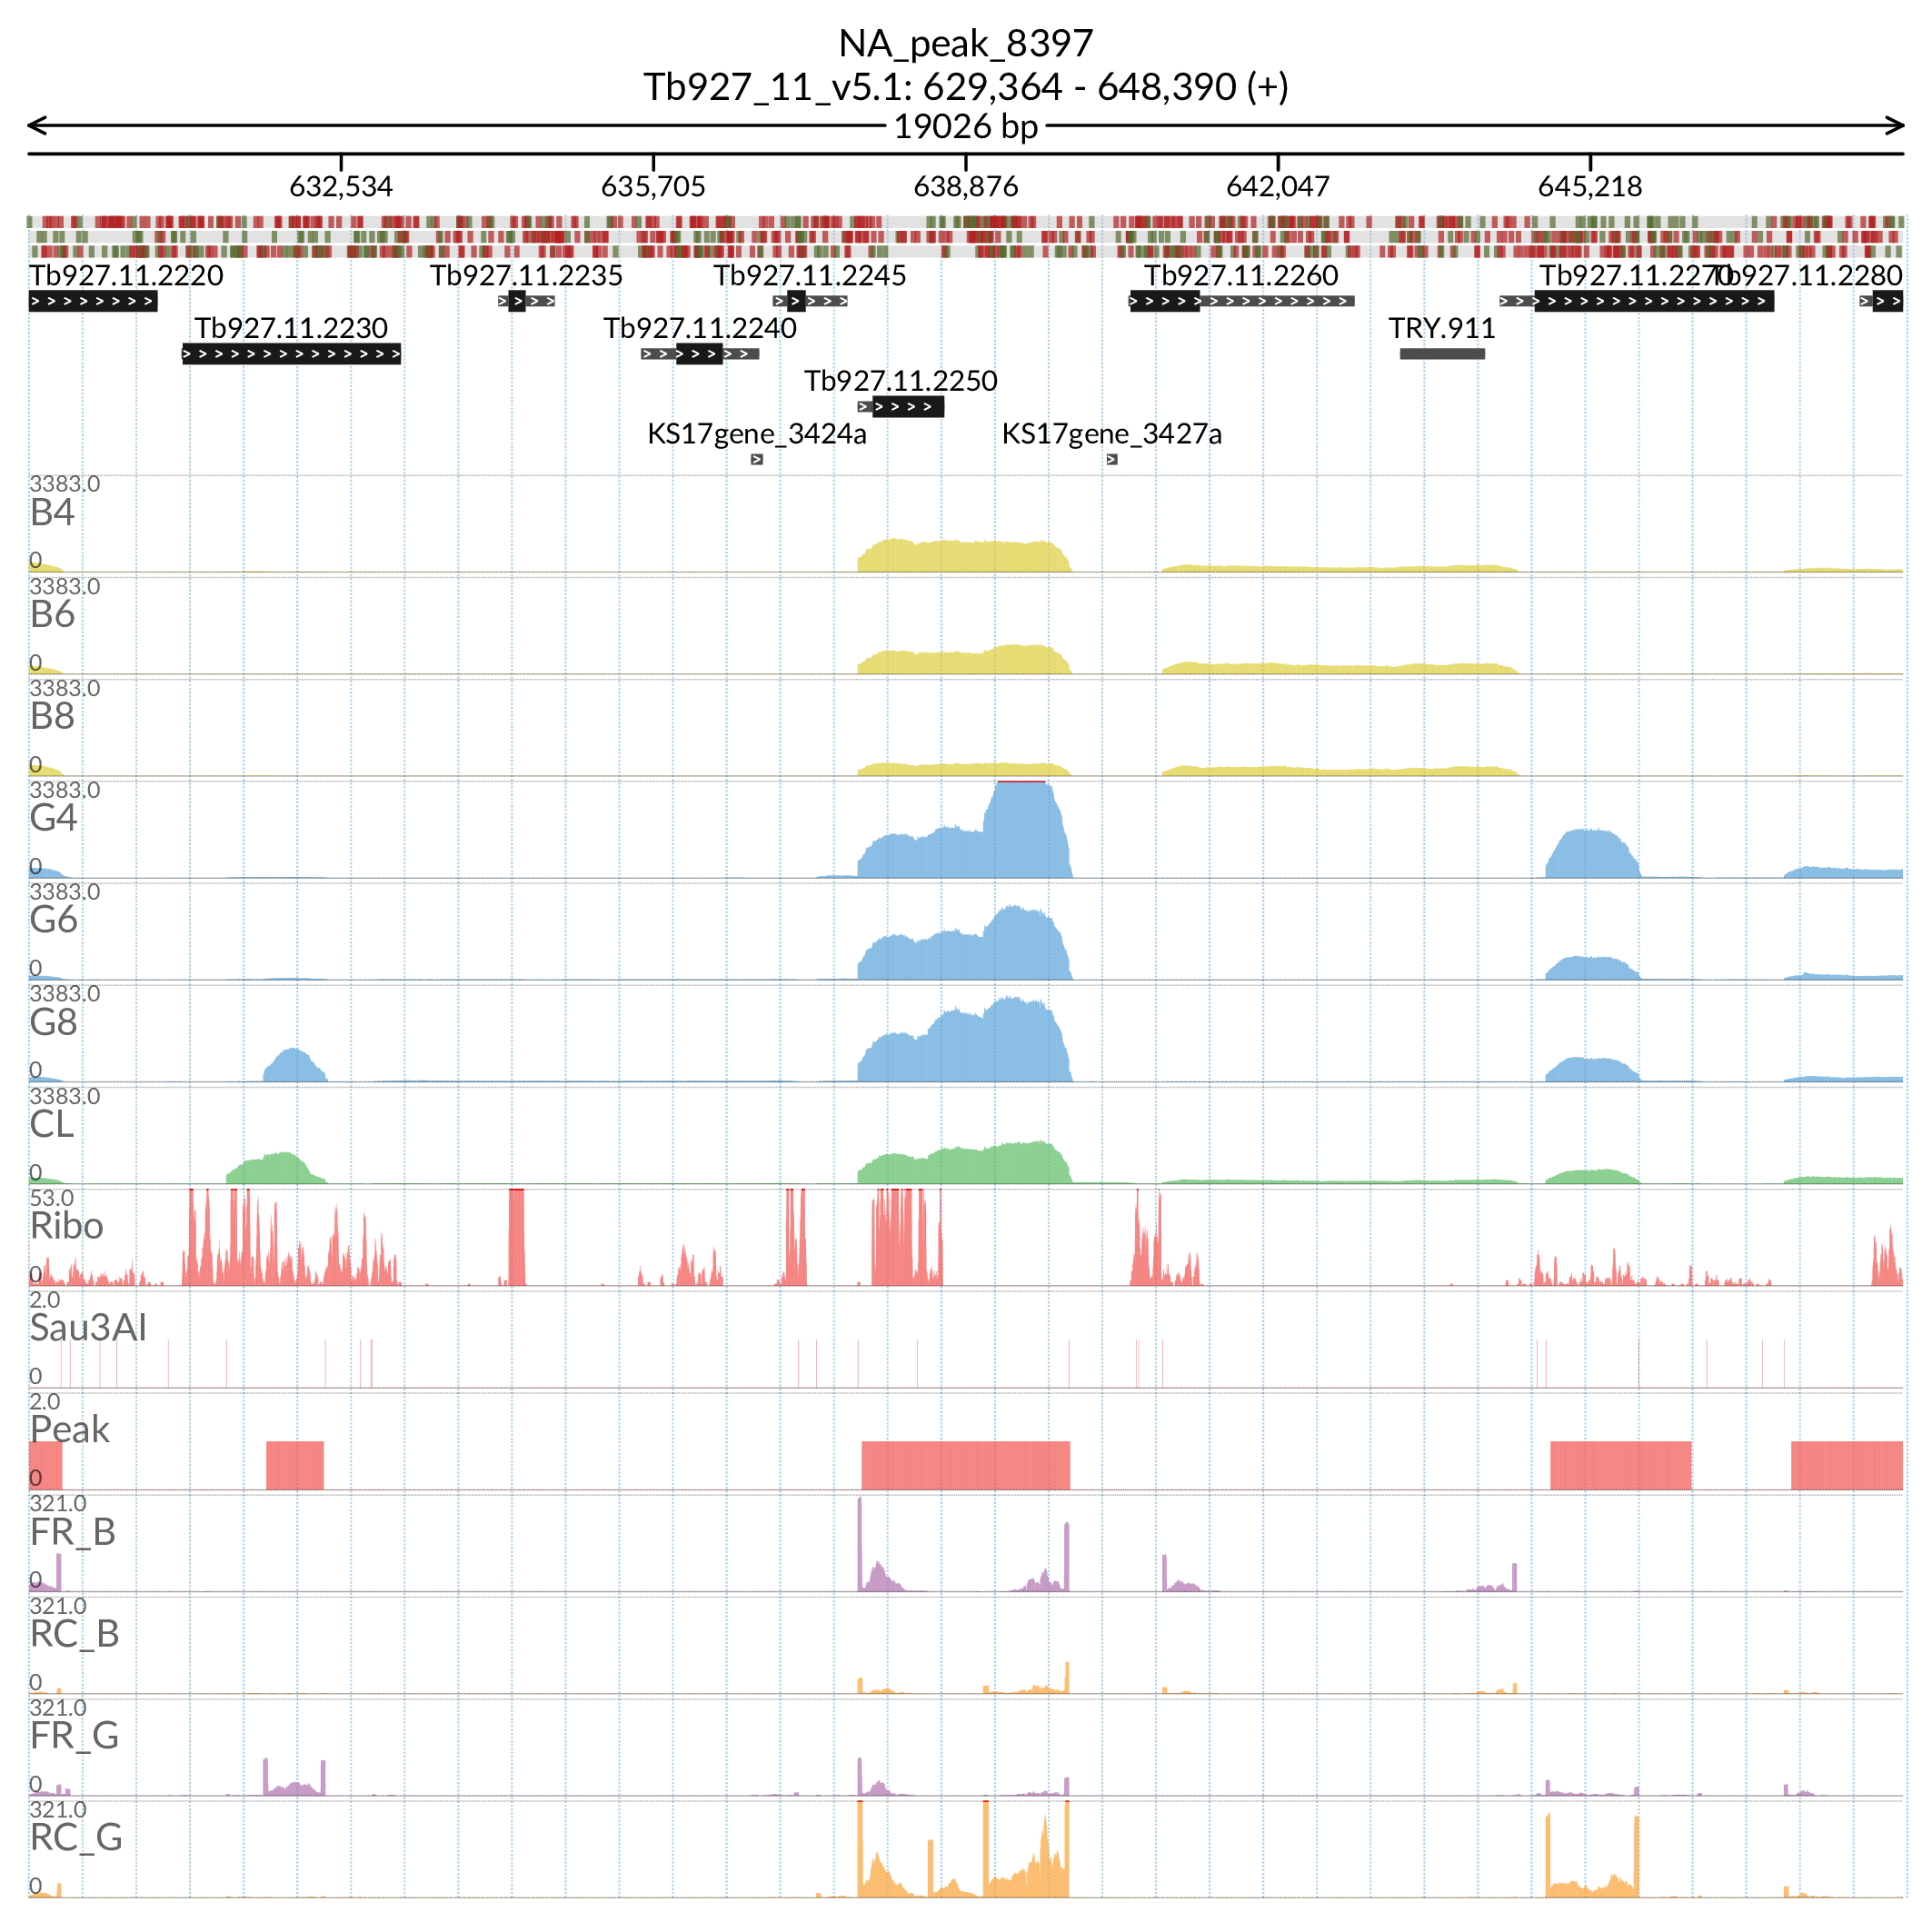 NA_peak_8397
Tb927_11_v5.1: 629,364 - 648,390 (+)
19026 bp
632,534 635,705 638,876 642,047 645,218
Tb927.11.2220 Tb927.11.2235 Tb927.11.2245 Tb927.11.2260 Tb927.11.2270 Tb927.11.2280
Tb927.11.2230 Tb927.11.2240 TRY.911
Tb927.11.2250
KS17gene_3424a KS17gene_3427a
3383.0
B4
0
3383.0
B6
0
3383.0
B8
0
3383.0
G4
0
3383.0
G6
0
3383.0
G8
0
3383.0
CL
0
53.0
Ribo
0
2.0
Sau3AI
0
2.0
Peak
0
321.0
FR_B
0
321.0
RC_B
0
321.0
FR_G
0
321.0
RC_G
0